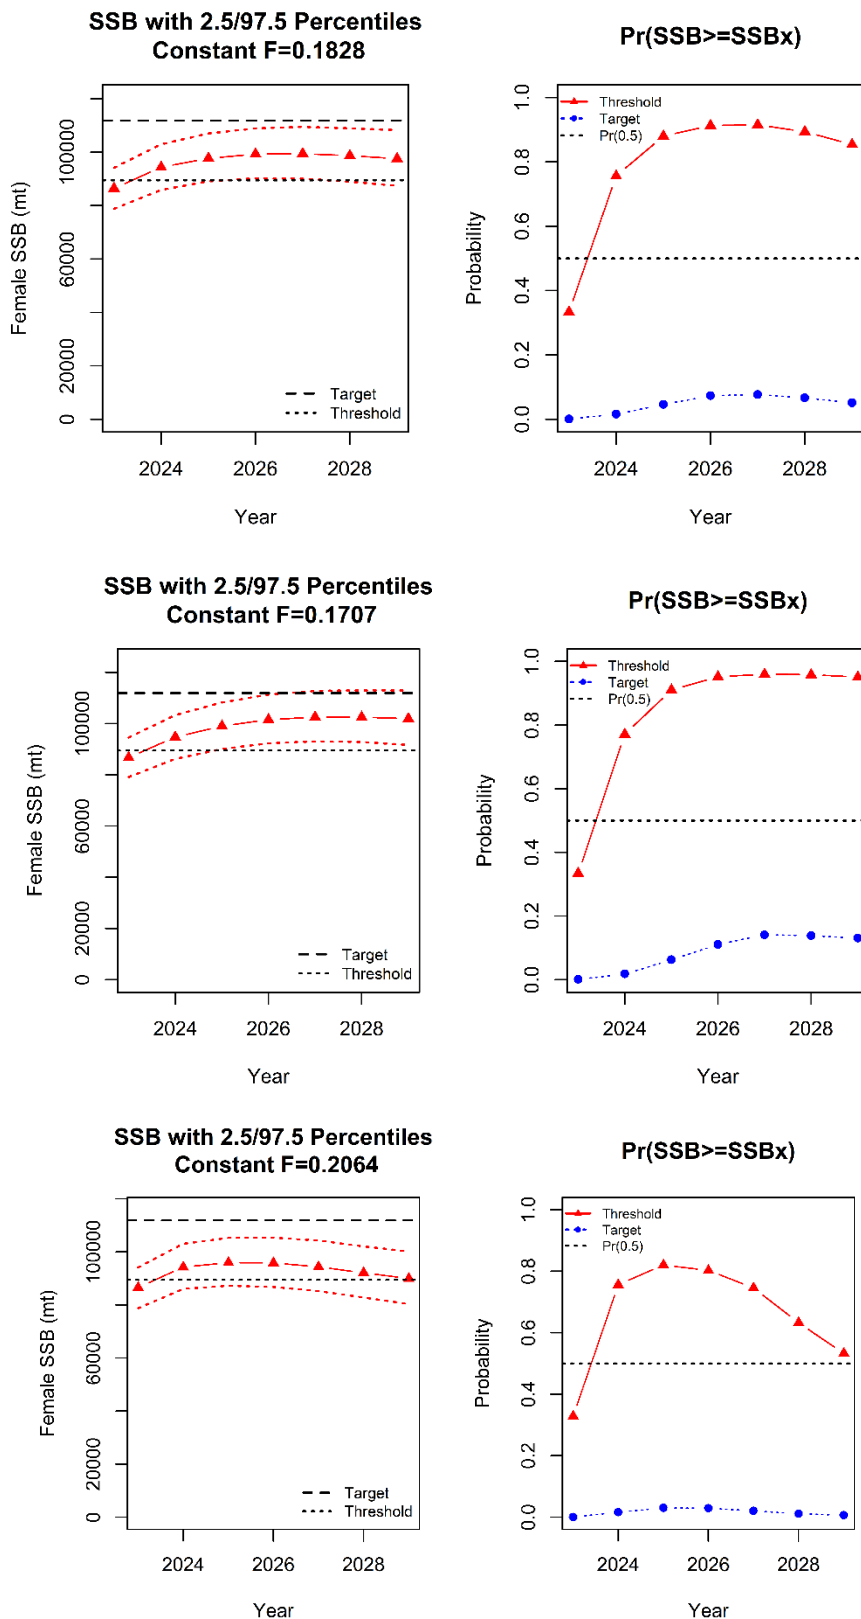 SSB with 2.5/97.5 Percentiles
Constant F=0.1828
Female SSB (mt)
100000
60000
20000
0
Target
Threshold
2024 2026 2028
Year
Pr(SSB>=SSBx)
Probability
1.0
0.8
0.6
0.4
0.2
0.0
Threshold
Target
Pr(0.5)
2024 2026 2028
Year
SSB with 2.5/97.5 Percentiles
Constant F=0.1707
Female SSB (mt)
100000
60000
20000
0
Target
Threshold
2024 2026 2028
Year
Pr(SSB>=SSBx)
Probability
1.0
0.8
0.6
0.4
0.2
0.0
Threshold
Target
Pr(0.5)
2024 2026 2028
Year
SSB with 2.5/97.5 Percentiles
Constant F=0.2064
Female SSB (mt)
100000
60000
20000
0
Target
Threshold
2024 2026 2028
Year
Pr(SSB>=SSBx)
Probability
1.0
0.8
0.6
0.4
0.2
0.0
Threshold
Target
Pr(0.5)
2024 2026 2028
Year